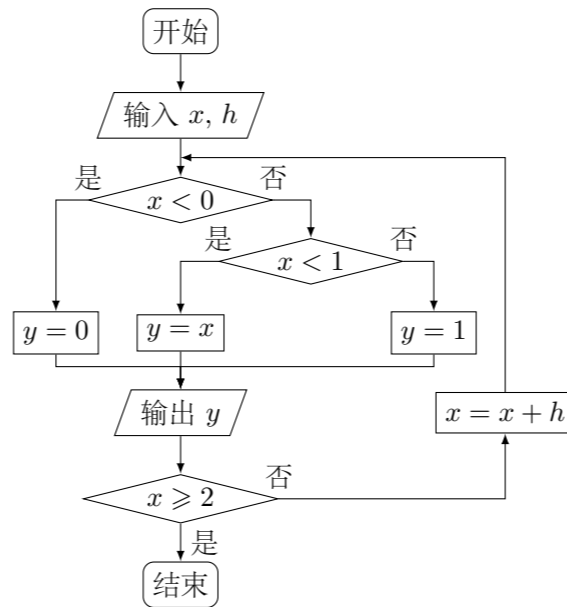 开始
输入 x, h
是
否
x < 0
是
否
x < 1
y = 0
y = x
y = 1
输出 y
x = x + h
否
x ⩾ 2
是
结束